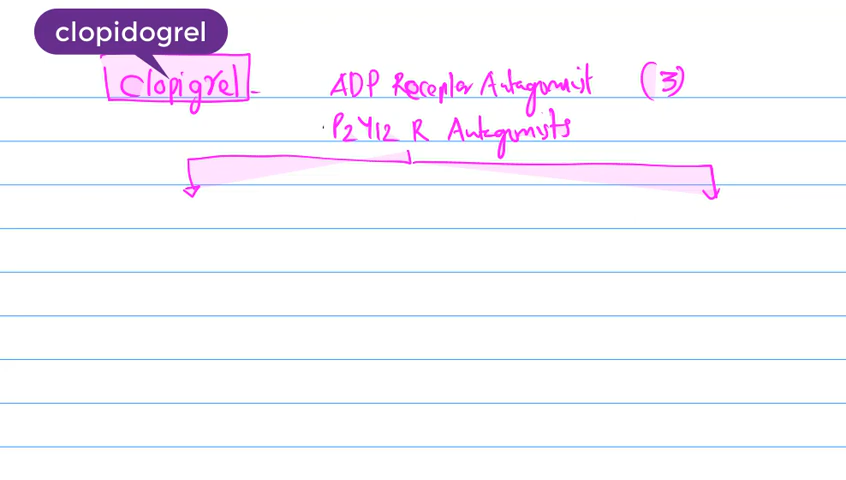 clopidogrel
Clopigrel - ADP Receptor Antagonist (3)
P2Y12 R Antagonists